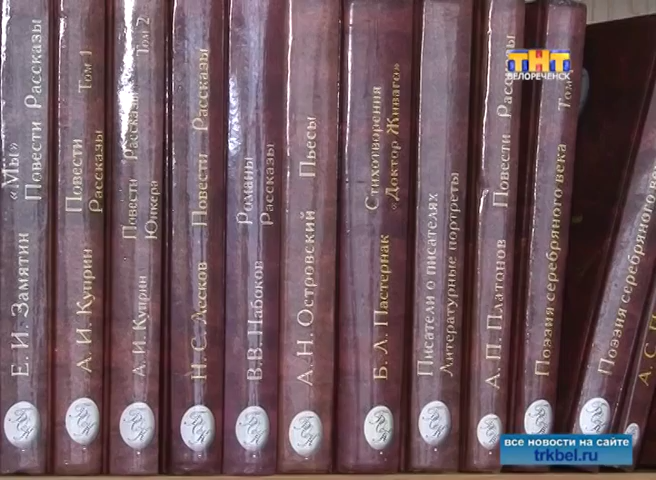 Е. И. Замятин «Мы»
Повести Рассказы
А. И. Куприн Повести Том 1
Рассказы
А. И. Куприн Повести Рассказы Том 2
Юнкера
Н. С. Лесков Повести Рассказы
В. В. Набоков Романы
Рассказы
А. Н. Островский Пьесы
Б. Л. Пастернак Стихотворения
«Доктор Живаго»
Писатели о писателях
Литературные портреты
А. П. Платонов Повести Рассказы
Поэзия серебряного века Том
Поэзия серебряного
А. С.
ТНТ
БЕЛОРЕЧЕНСК
все новости на сайте
trkbel.ru